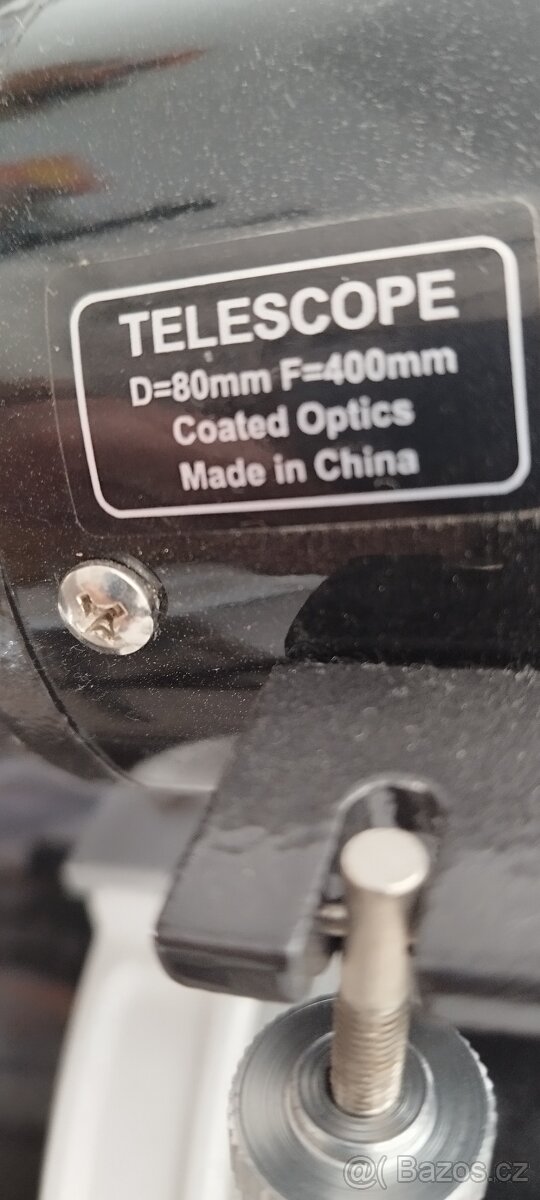 TELESCOPE
D=80mm F=400mm
Coated Optics
Made in China
@( Bazos.cz